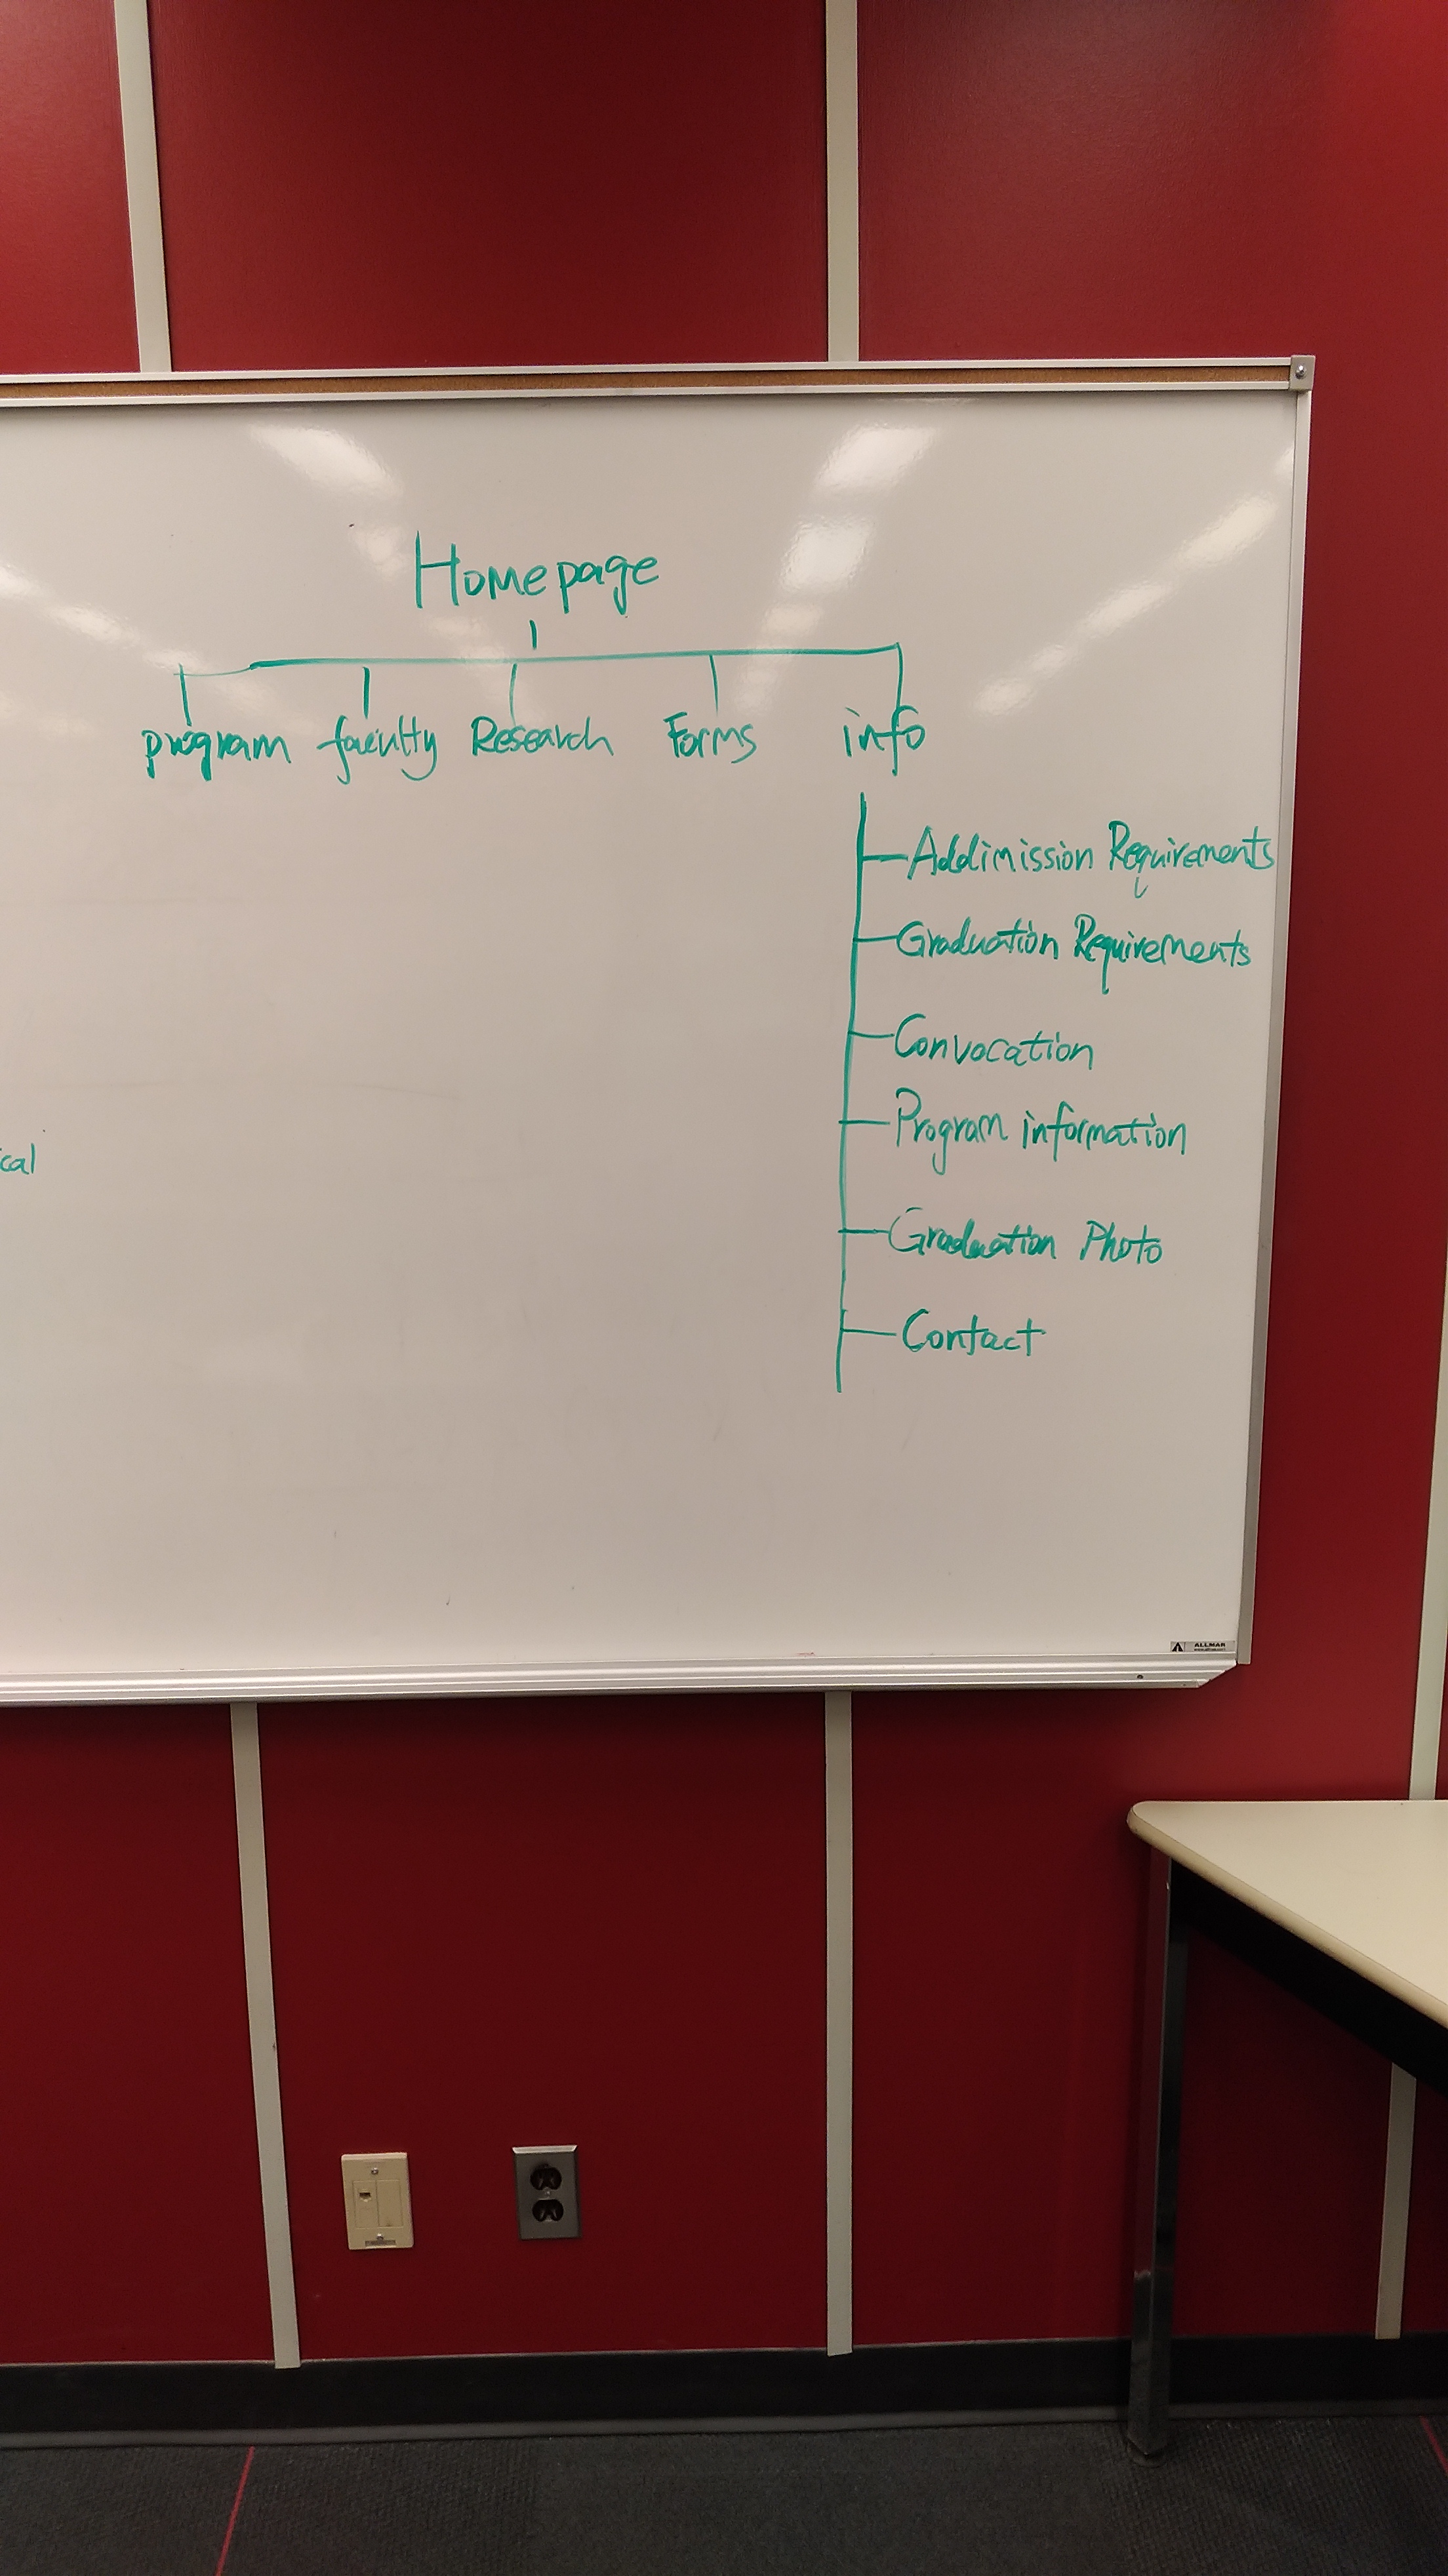 Homepage
program faculty Research Forms info
Addimission Requirements
Graduation Requirements
Convocation
Program information
cal
Graduation Photo
Contact
ALLMAR